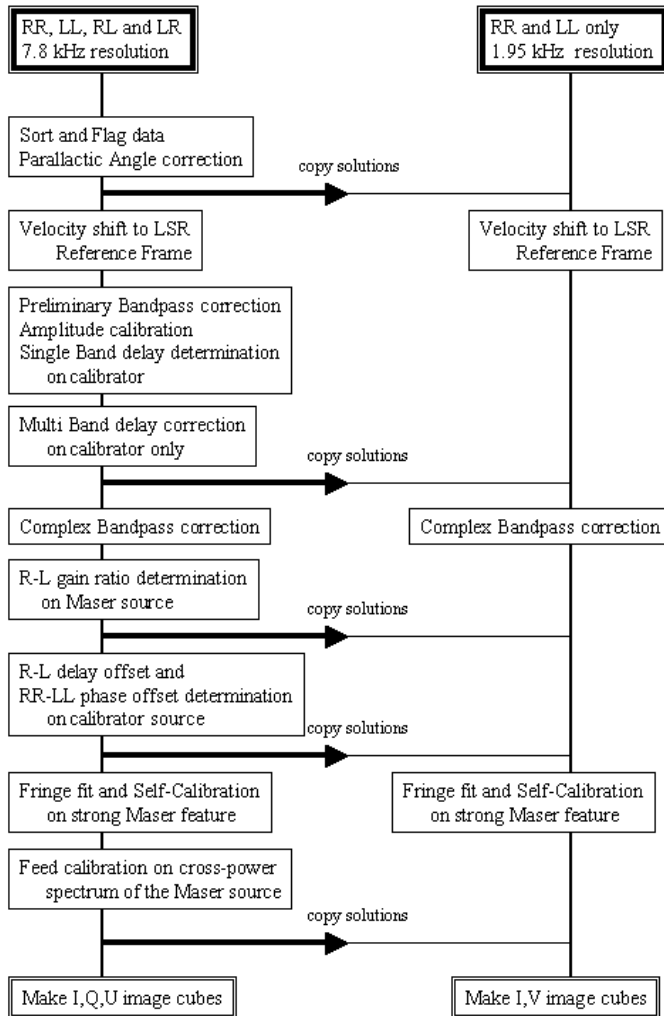 RR, LL, RL and LR
7.8 kHz resolution
RR and LL only
1.95 kHz resolution
Sort and Flag data
Parallactic Angle correction
copy solutions
Velocity shift to LSR
Reference Frame
Velocity shift to LSR
Reference Frame
Preliminary Bandpass correction
Amplitude calibration
Single Band delay determination
on calibrator
Multi Band delay correction
on calibrator only
copy solutions
Complex Bandpass correction
Complex Bandpass correction
R-L gain ratio determination
on Maser source
copy solutions
R-L delay offset and
RR-LL phase offset determination
on calibrator source
copy solutions
Fringe fit and Self-Calibration
on strong Maser feature
Fringe fit and Self-Calibration
on strong Maser feature
Feed calibration on cross-power
spectrum of the Maser source
copy solutions
Make I,Q,U image cubes
Make I,V image cubes